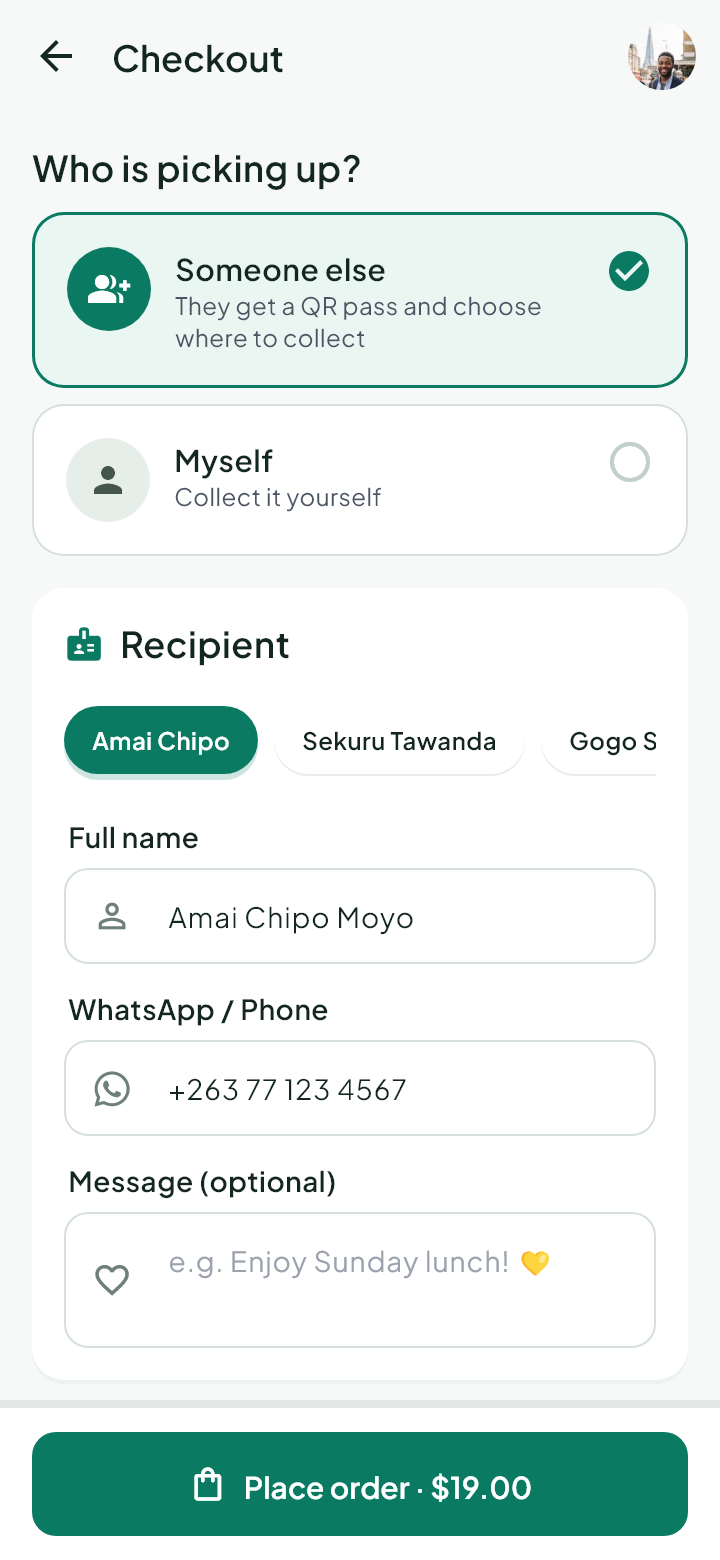 Checkout
Who is picking up?
Someone else
They get a QR pass and choose
where to collect
Myself
Collect it yourself
Recipient
Amai Chipo
Sekuru Tawanda
Gogo S
Full name
Amai Chipo Moyo
WhatsApp / Phone
+263 77 123 4567
Message (optional)
e.g. Enjoy Sunday lunch! 💛
Place order · $19.00